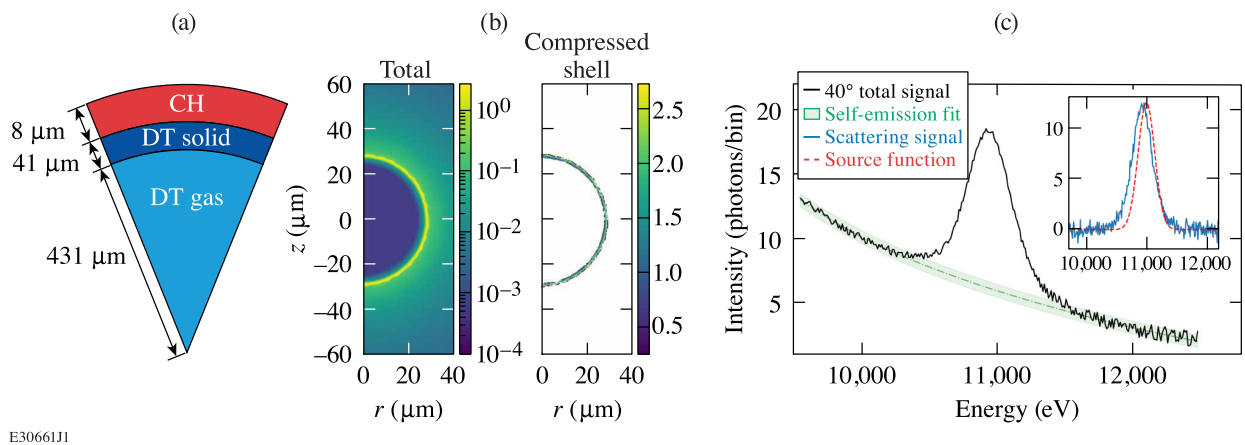 (a)
CH
DT solid
DT gas
8 μm
41 μm
431 μm
(b)
Total
Compressed
shell
60
40
20
0
–20
–40
–60
z (μm)
0 20 40
r (μm)
10⁰
10⁻¹
10⁻²
10⁻³
10⁻⁴
0 20 40
r (μm)
2.5
2.0
1.5
1.0
0.5
(c)
40° total signal
Self-emission fit
Scattering signal
Source function
Intensity (photons/bin)
20
15
10
5
10,000 11,000 12,000
Energy (eV)
10
5
0
10,000 11,000 12,000
E30661J1